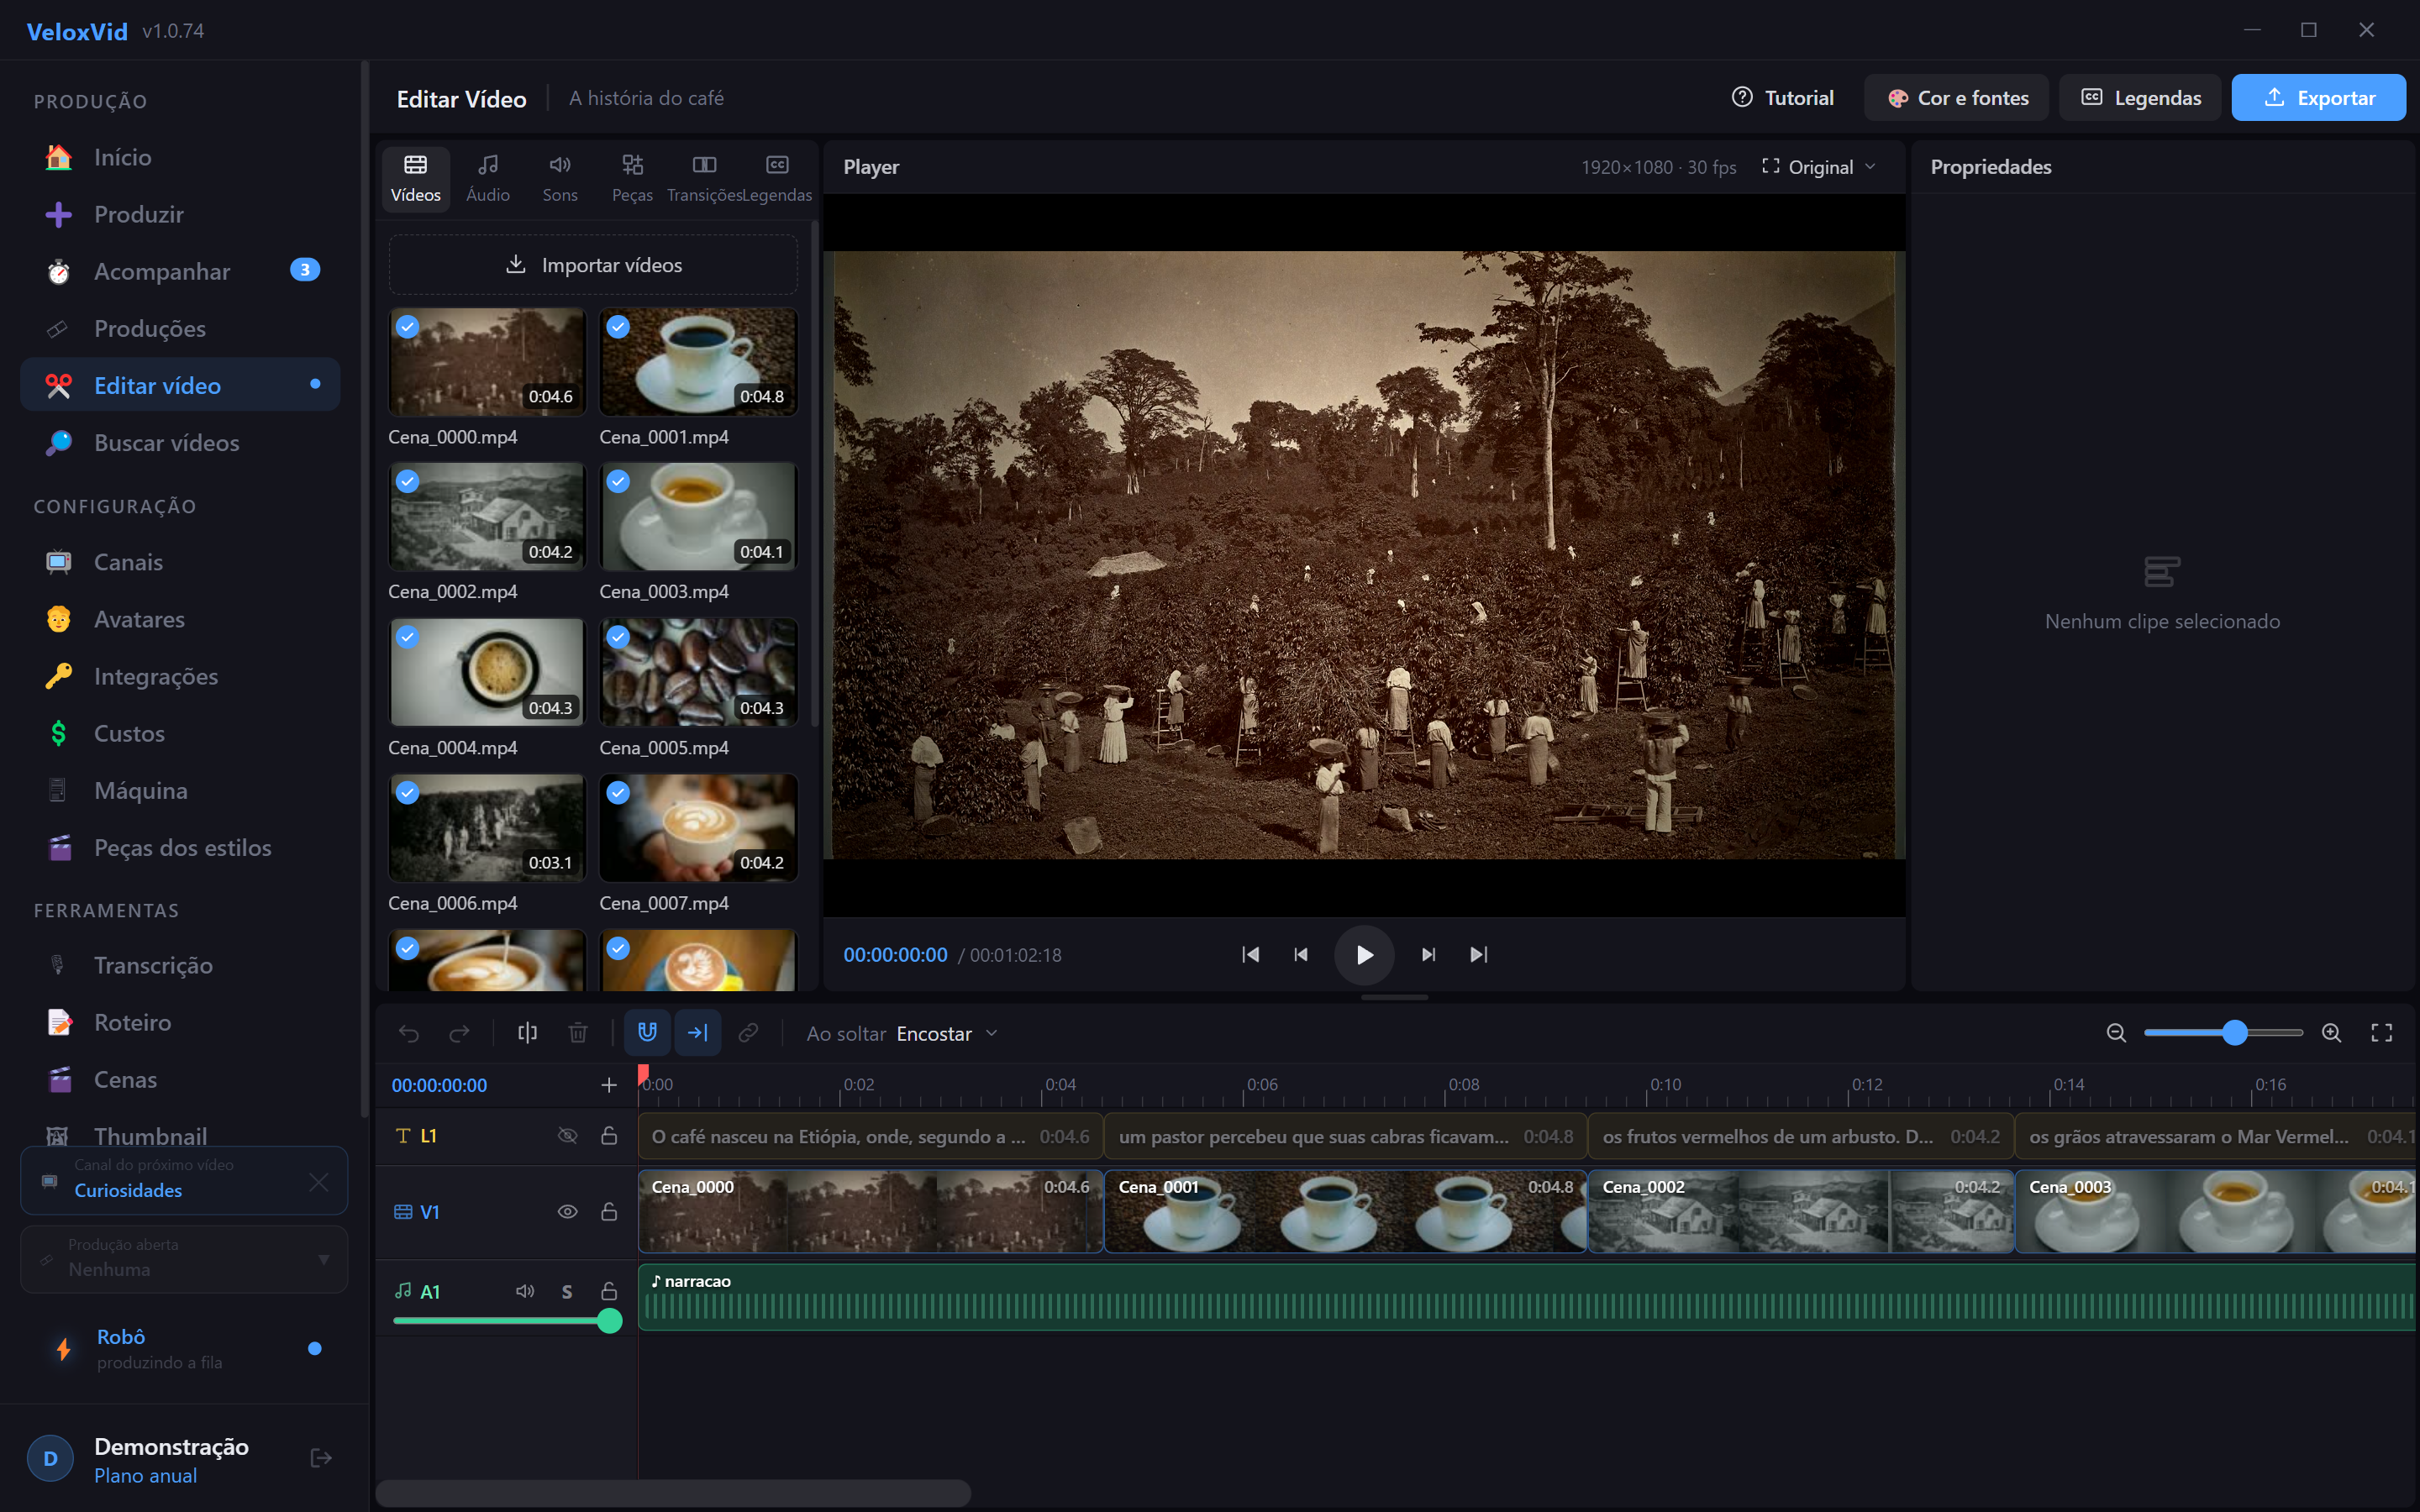 VeloxVid v1.0.74
PRODUÇÃO
Início
Produzir
Acompanhar 3
Produções
Editar vídeo
Buscar vídeos
CONFIGURAÇÃO
Canais
Avatares
Integrações
Custos
Máquina
Peças dos estilos
FERRAMENTAS
Transcrição
Roteiro
Cenas
Thumbnail
Canal do próximo vídeo
Curiosidades
Produção aberta
Nenhuma
Robô
produzindo a fila
D
Demonstração
Plano anual
Editar Vídeo A história do café
Tutorial Cor e fontes Legendas Exportar
Vídeos Áudio Sons Peças Transições Legendas
Importar vídeos
0:04.6 0:04.8
Cena_0000.mp4 Cena_0001.mp4
0:04.2 0:04.1
Cena_0002.mp4 Cena_0003.mp4
0:04.3 0:04.3
Cena_0004.mp4 Cena_0005.mp4
0:03.1 0:04.2
Cena_0006.mp4 Cena_0007.mp4
Player 1920×1080 · 30 fps Original
00:00:00:00 / 00:01:02:18
Propriedades
Nenhum clipe selecionado
Ao soltar Encostar
00:00:00:00 0:00 0:02 0:04 0:06 0:08 0:10 0:12 0:14 0:16
L1 O café nasceu na Etiópia, onde, segundo a ... 0:04.6 um pastor percebeu que suas cabras ficavam... 0:04.8 os frutos vermelhos de um arbusto. D... 0:04.2 os grãos atravessaram o Mar Vermel... 0:04.1
V1 Cena_0000 0:04.6 Cena_0001 0:04.8 Cena_0002 0:04.2 Cena_0003 0:04.1
A1 S narracao